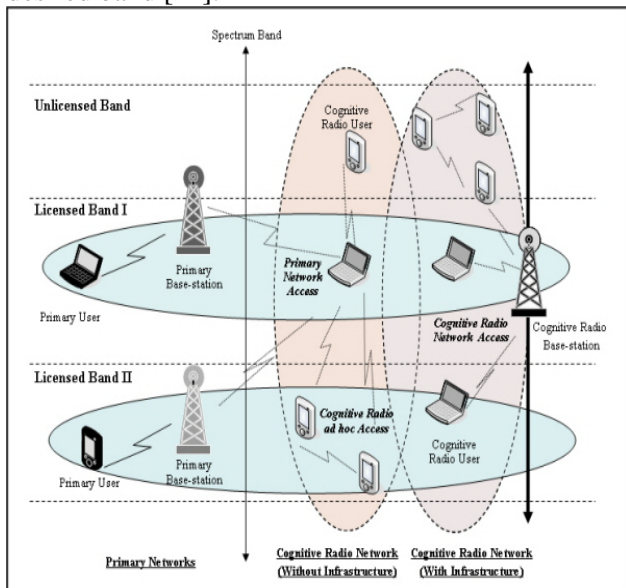 Spectrum Band
Unlicensed Band
Cognitive
Radio User
Licensed Band I
Primary
Base-station
Primary
Network
Access
Primary User
Cognitive Radio
Network Access
Cognitive Radio
Base-station
Licensed Band II
Cognitive Radio
ad hoc Access
Cognitive
Radio User
Primary
Base-station
Primary User
Primary Networks
Cognitive Radio Network
(Without Infrastructure)
Cognitive Radio Network
(With Infrastructure)